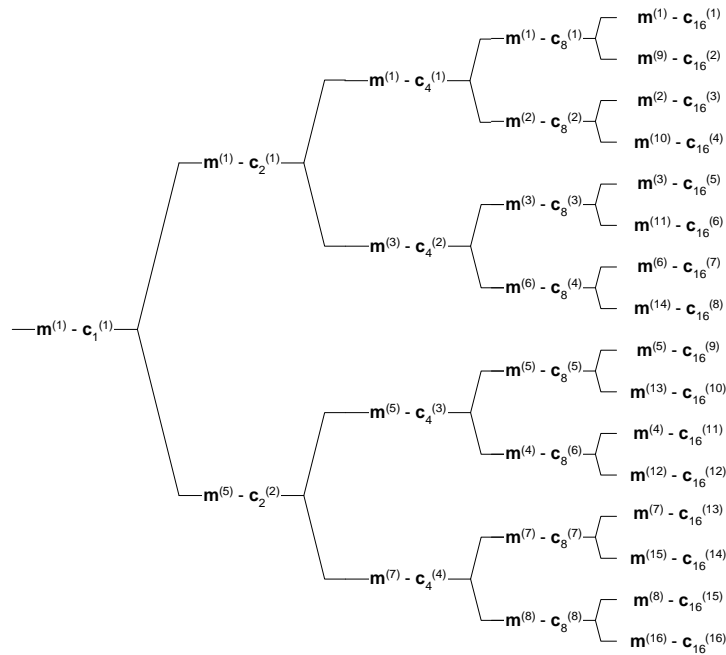 m(1) - c1(1)
m(1) - c2(1)
m(5) - c2(2)
m(1) - c4(1)
m(3) - c4(2)
m(5) - c4(3)
m(7) - c4(4)
m(1) - c8(1)
m(2) - c8(2)
m(3) - c8(3)
m(6) - c8(4)
m(5) - c8(5)
m(4) - c8(6)
m(7) - c8(7)
m(8) - c8(8)
m(1) - c16(1)
m(9) - c16(2)
m(2) - c16(3)
m(10) - c16(4)
m(3) - c16(5)
m(11) - c16(6)
m(6) - c16(7)
m(14) - c16(8)
m(5) - c16(9)
m(13) - c16(10)
m(4) - c16(11)
m(12) - c16(12)
m(7) - c16(13)
m(15) - c16(14)
m(8) - c16(15)
m(16) - c16(16)